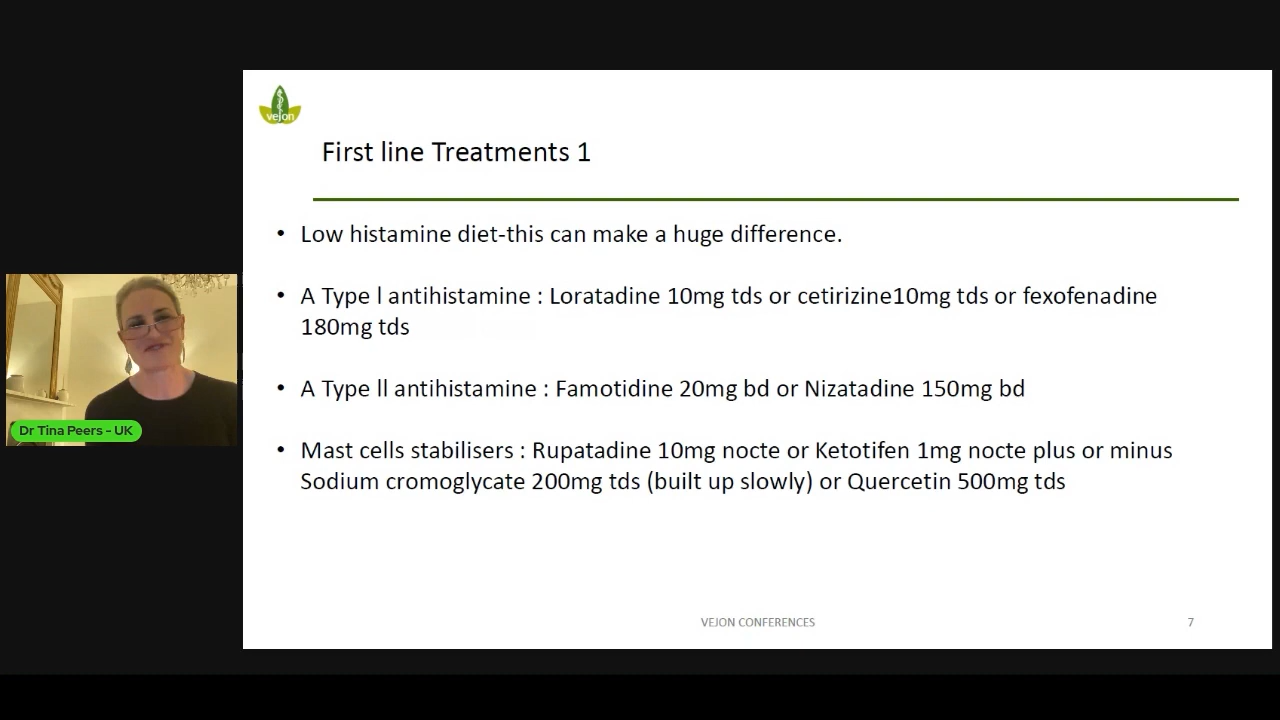 vejon
First line Treatments 1
• Low histamine diet-this can make a huge difference.
• A Type l antihistamine : Loratadine 10mg tds or cetirizine10mg tds or fexofenadine
180mg tds
• A Type ll antihistamine : Famotidine 20mg bd or Nizatadine 150mg bd
• Mast cells stabilisers : Rupatadine 10mg nocte or Ketotifen 1mg nocte plus or minus
Sodium cromoglycate 200mg tds (built up slowly) or Quercetin 500mg tds
Dr Tina Peers - UK
VEJON CONFERENCES
7